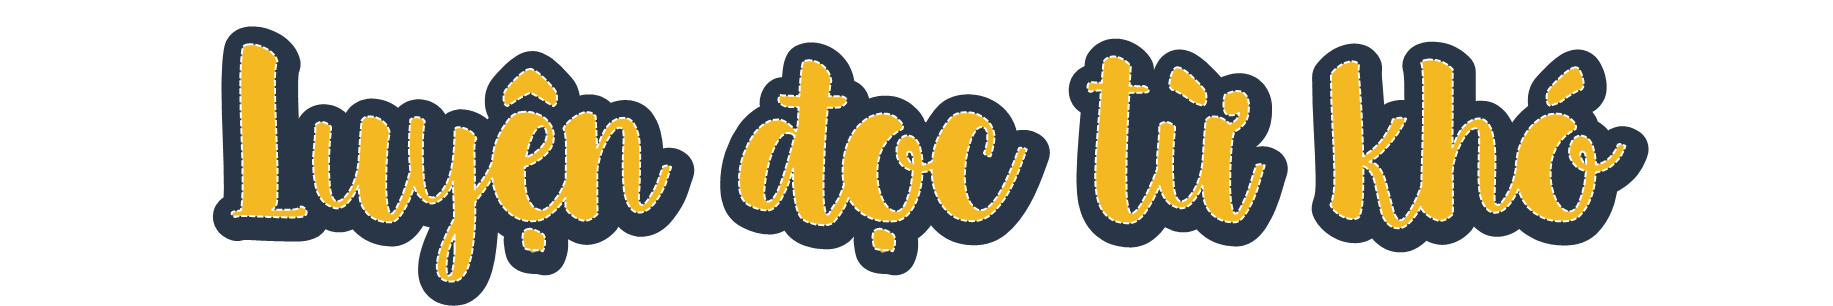 Luyện đọc từ khó